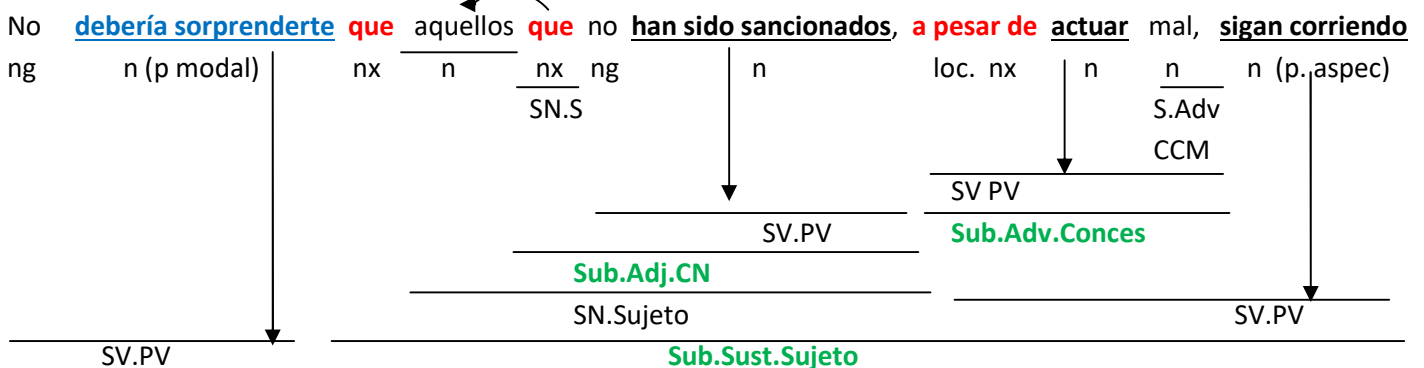 No debería sorprenderte que aquellos que no han sido sancionados, a pesar de actuar mal, sigan corriendo
ng n (p modal) nx n nx ng n loc. nx n n n (p. aspec)
SN.S S.Adv
CCM
SV PV
SV.PV Sub.Adv.Conces
Sub.Adj.CN
SN.Sujeto SV.PV
SV.PV Sub.Sust.Sujeto